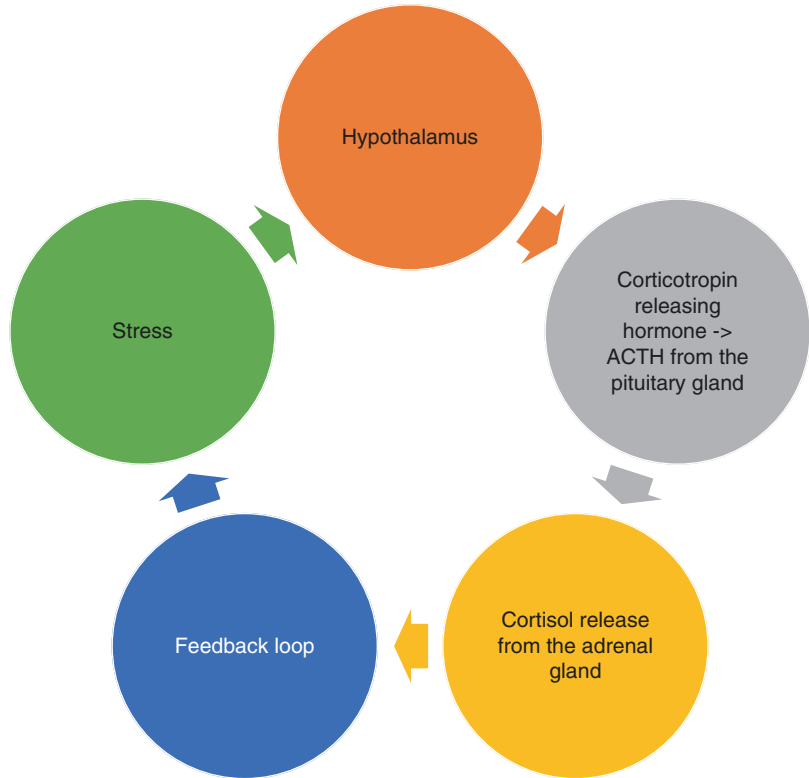 Hypothalamus
Corticotropin
releasing
hormone ->
ACTH from the
pituitary gland
Cortisol release
from the adrenal
gland
Feedback loop
Stress